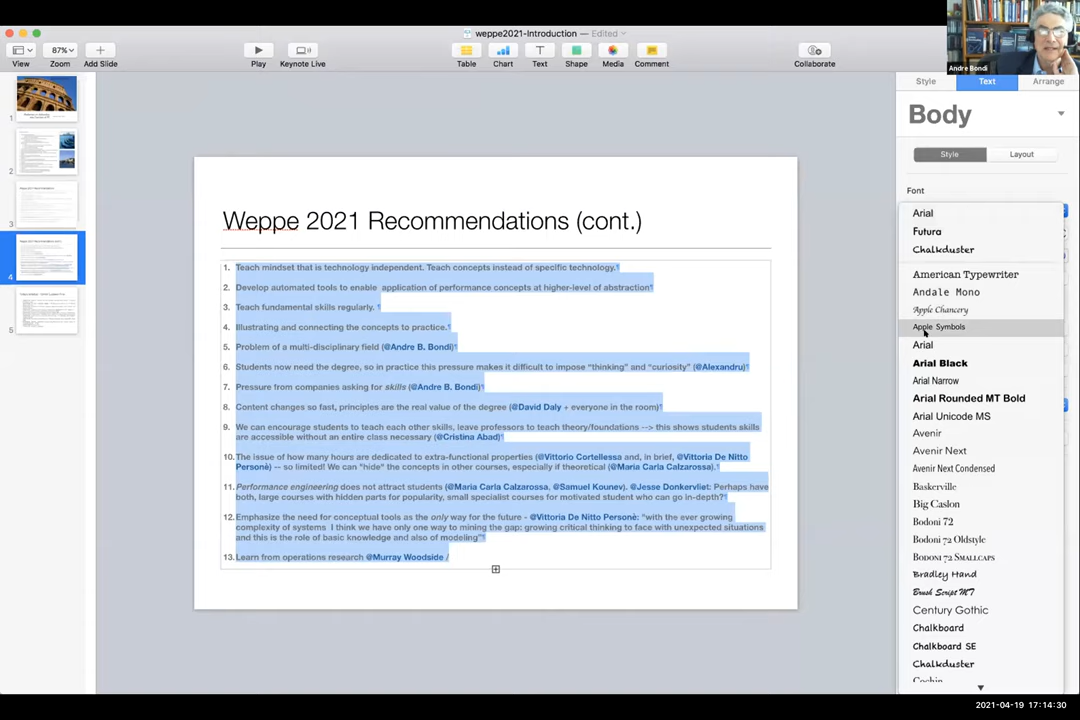 weppe2021-Introduction — Edited
87%
View Zoom Add Slide Play Keynote Live Table Chart Text Shape Media Comment Collaborate
Andre Bondi
Style Text Arrange
Body
Style Layout
Font
1
2
3
4
5
Weppe 2021 Recommendations (cont.)
1. Teach mindset that is technology independent. Teach concepts instead of specific technology.¶
2. Develop automated tools to enable  application of performance concepts at higher-level of abstraction¶
3. Teach fundamental skills regularly. ¶
4. Illustrating and connecting the concepts to practice.¶
5. Problem of a multi-disciplinary field (@Andre B. Bondi)¶
6. Students now need the degree, so in practice this pressure makes it difficult to impose “thinking” and “curiosity” (@Alexandru)¶
7. Pressure from companies asking for skills (@Andre B. Bondi)¶
8. Content changes so fast, principles are the real value of the degree (@David Daly + everyone in the room)¶
9. We can encourage students to teach each other skills, leave professors to teach theory/foundations --> this shows students skills
are accessible without an entire class necessary (@Cristina Abad)¶
10. The issue of how many hours are dedicated to extra-functional properties (@Vittorio Cortellessa and, in brief, @Vittoria De Nitto
Personè) -- so limited! We can "hide" the concepts in other courses, especially if theoretical (@Maria Carla Calzarossa).¶
11. Performance engineering does not attract students (@Maria Carla Calzarossa, @Samuel Kounev). @Jesse Donkervliet: Perhaps have
both, large courses with hidden parts for popularity, small specialist courses for motivated student who can go in-depth?¶
12. Emphasize the need for conceptual tools as the only way for the future - @Vittoria De Nitto Personè: “with the ever growing
complexity of systems  I think we have only one way to mining the gap: growing critical thinking to face with unexpected situations
and this is the role of basic knowledge and also of modeling”¶
13. Learn from operations research @Murray Woodside /
Arial
Futura
Chalkduster
American Typewriter
Andale Mono
Apple Chancery
Apple Symbols
Arial
Arial Black
Arial Narrow
Arial Rounded MT Bold
Arial Unicode MS
Avenir
Avenir Next
Avenir Next Condensed
Baskerville
Big Caslon
Bodoni 72
Bodoni 72 Oldstyle
Bodoni 72 Smallcaps
Bradley Hand
Brush Script MT
Century Gothic
Chalkboard
Chalkboard SE
Chalkduster
Cochin
2021-04-19 17:14:30